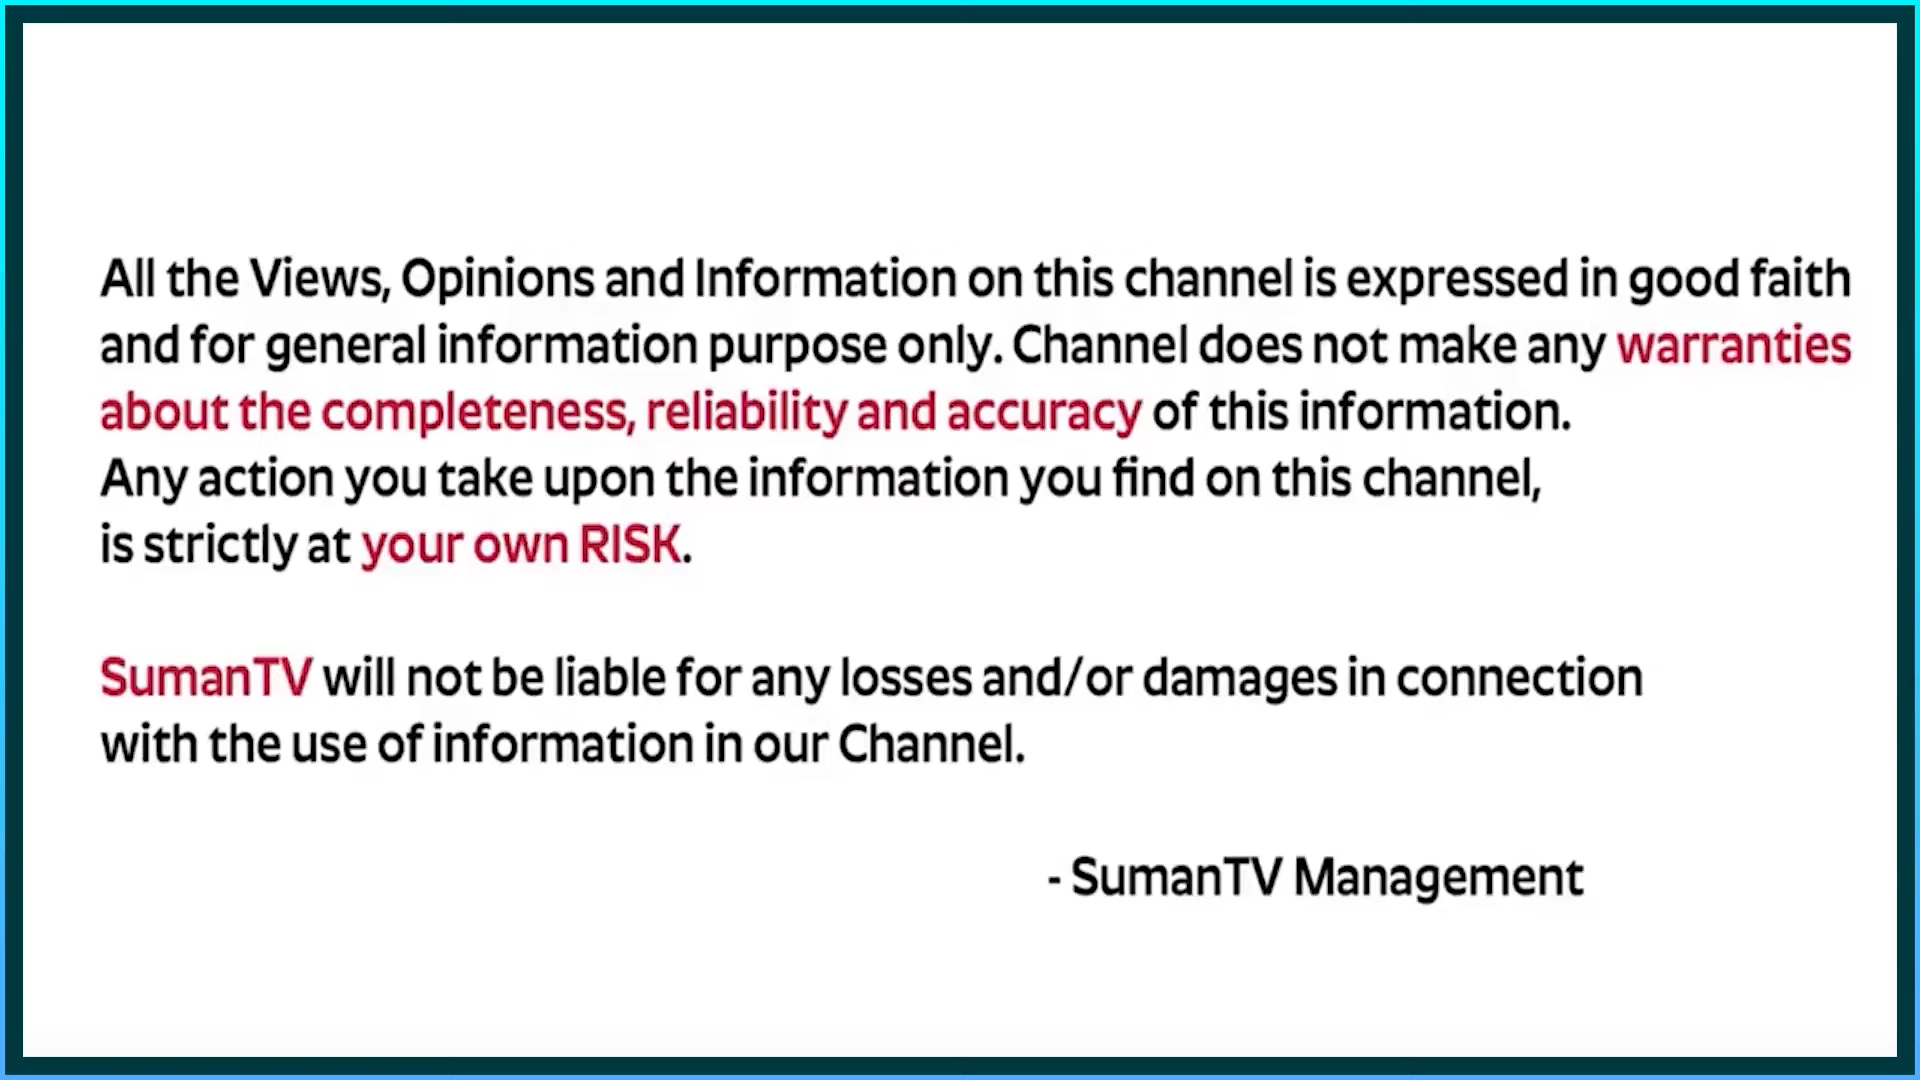 All the Views, Opinions and Information on this channel is expressed in good faith
and for general information purpose only. Channel does not make any warranties
about the completeness, reliability and accuracy of this information.
Any action you take upon the information you find on this channel,
is strictly at your own RISK.
SumanTV will not be liable for any losses and/or damages in connection
with the use of information in our Channel.
- SumanTV Management